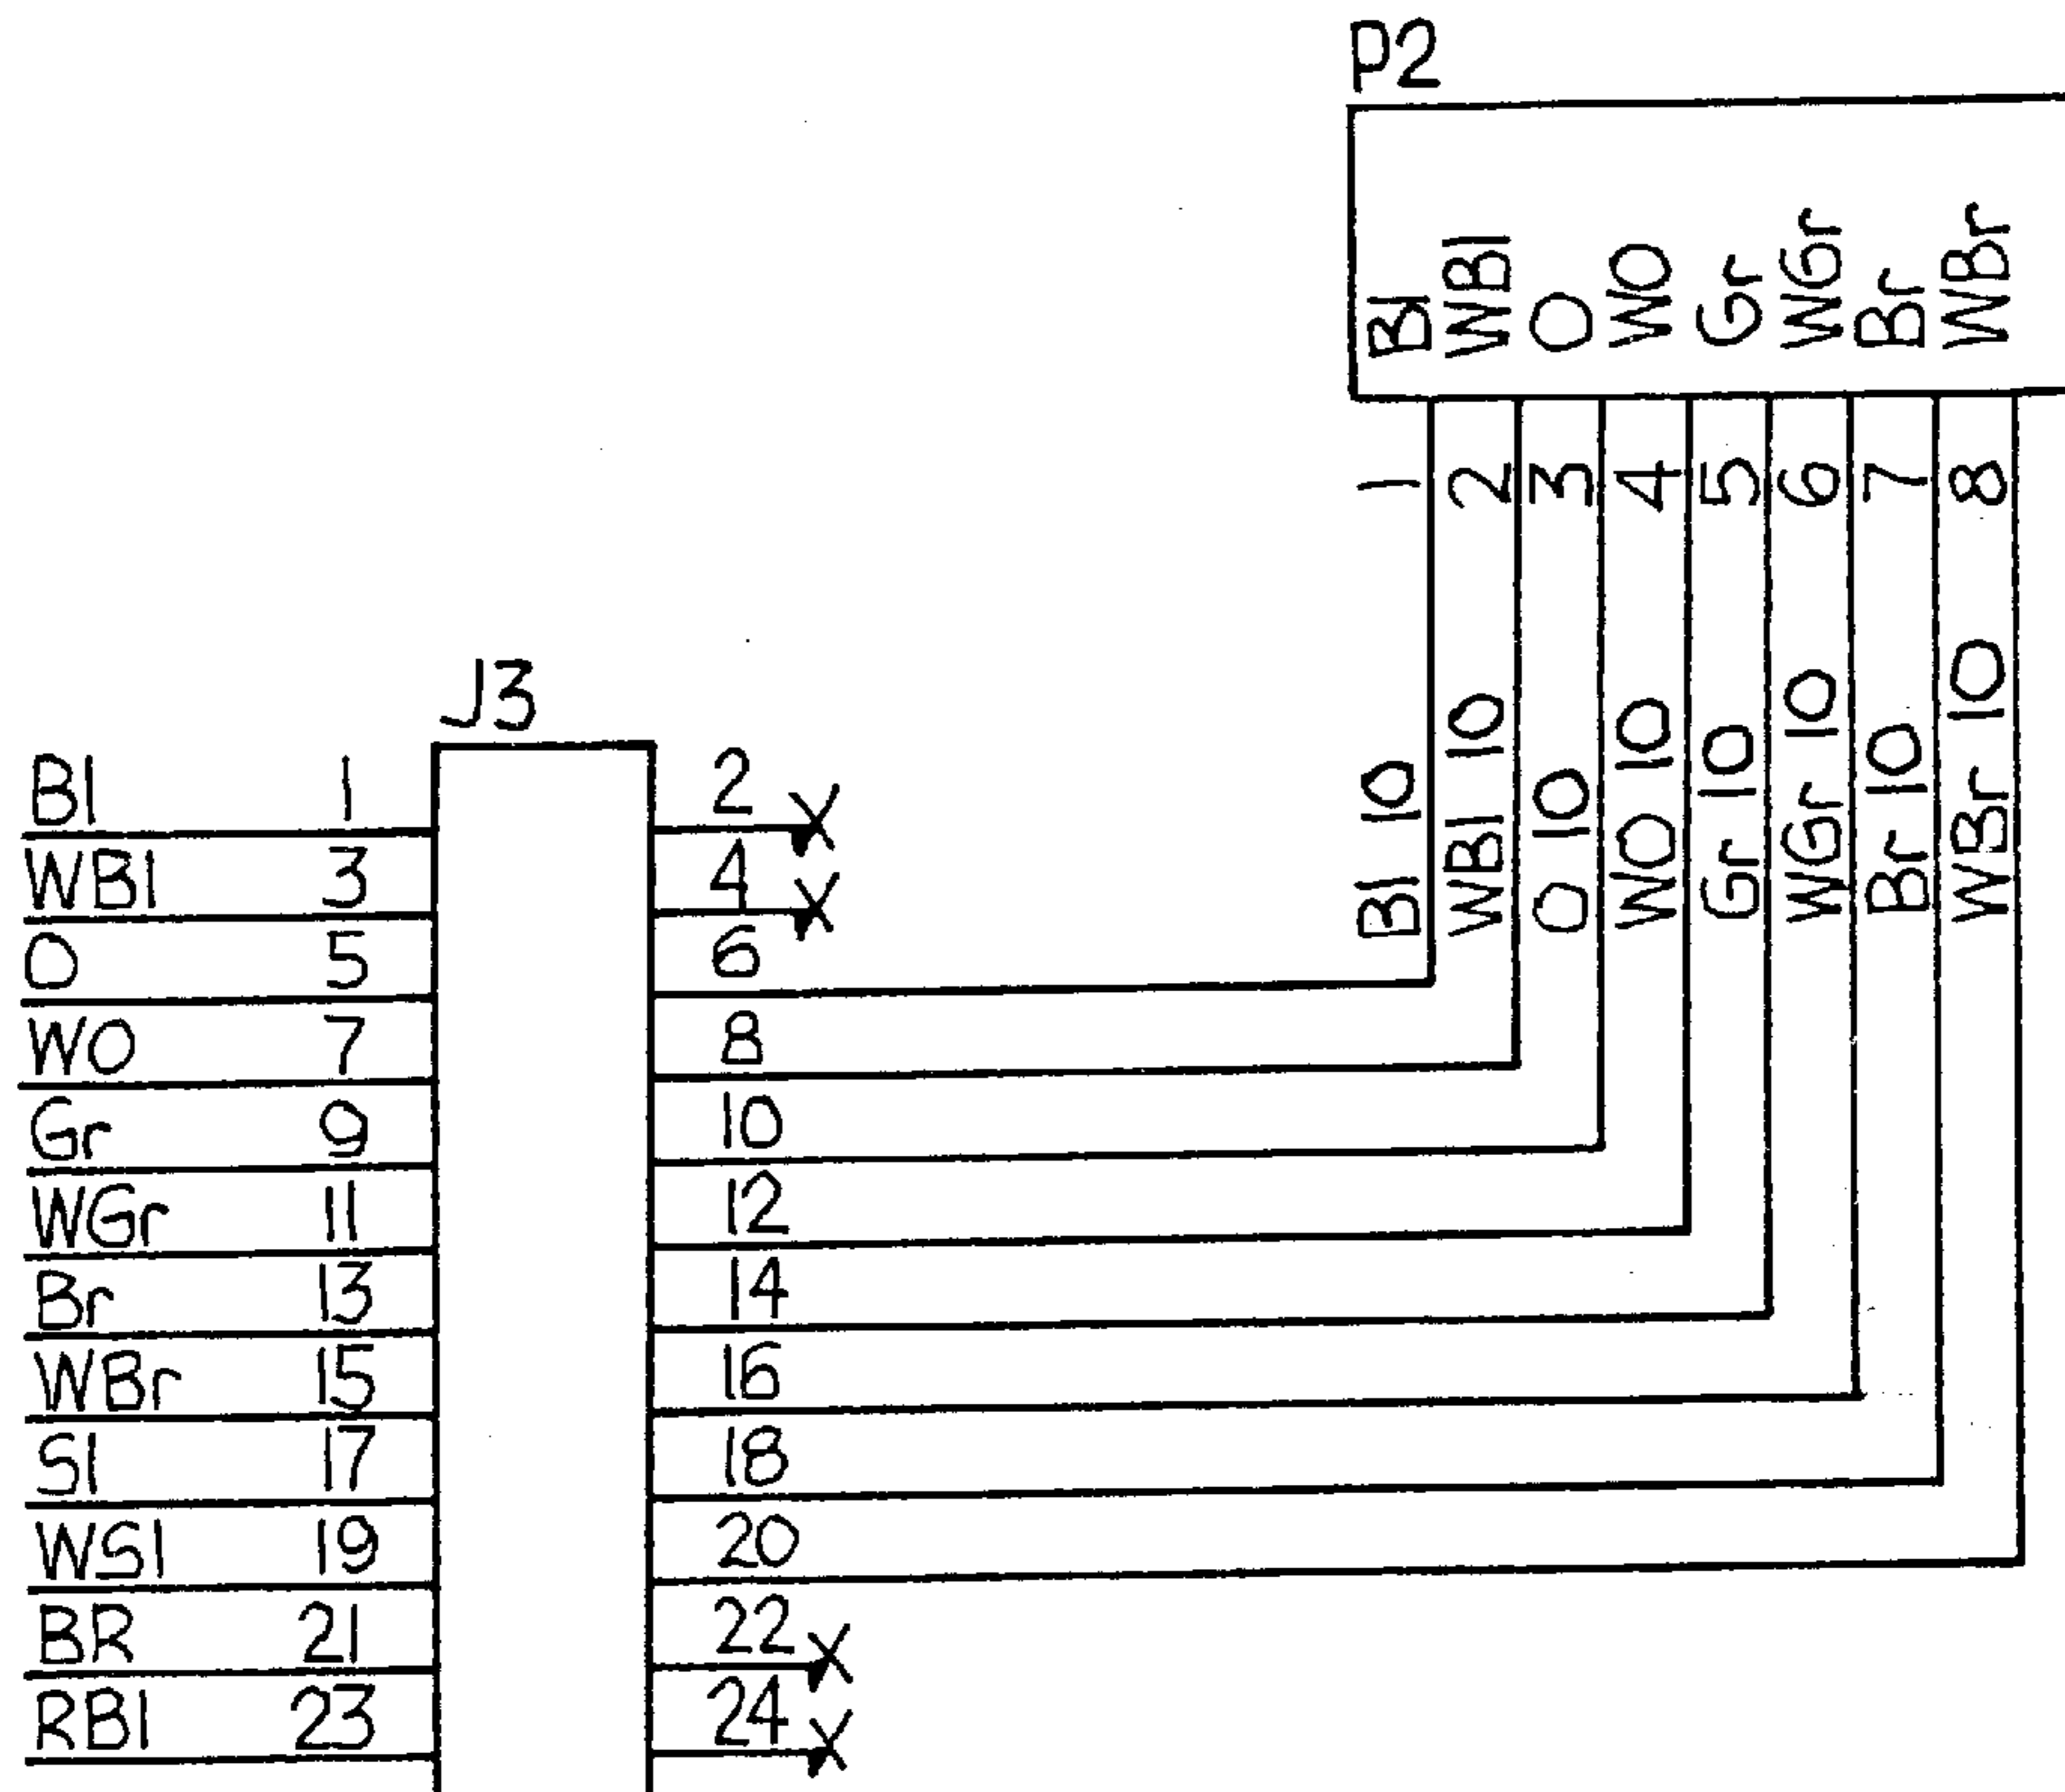 P2
Bl WBl O WO Gr WGr Br WBr
1 2 3 4 5 6 7 8
Bl 10 WBl 10 O 10 WO 10 Gr 10 WGr 10 Br 10 WBr 10
J3
Bl 1 2
WBl 3 4
O 5 6
WO 7 8
Gr 9 10
WGr 11 12
Br 13 14
WBr 15 16
Sl 17 18
WSl 19 20
BR 21 22
RBl 23 24